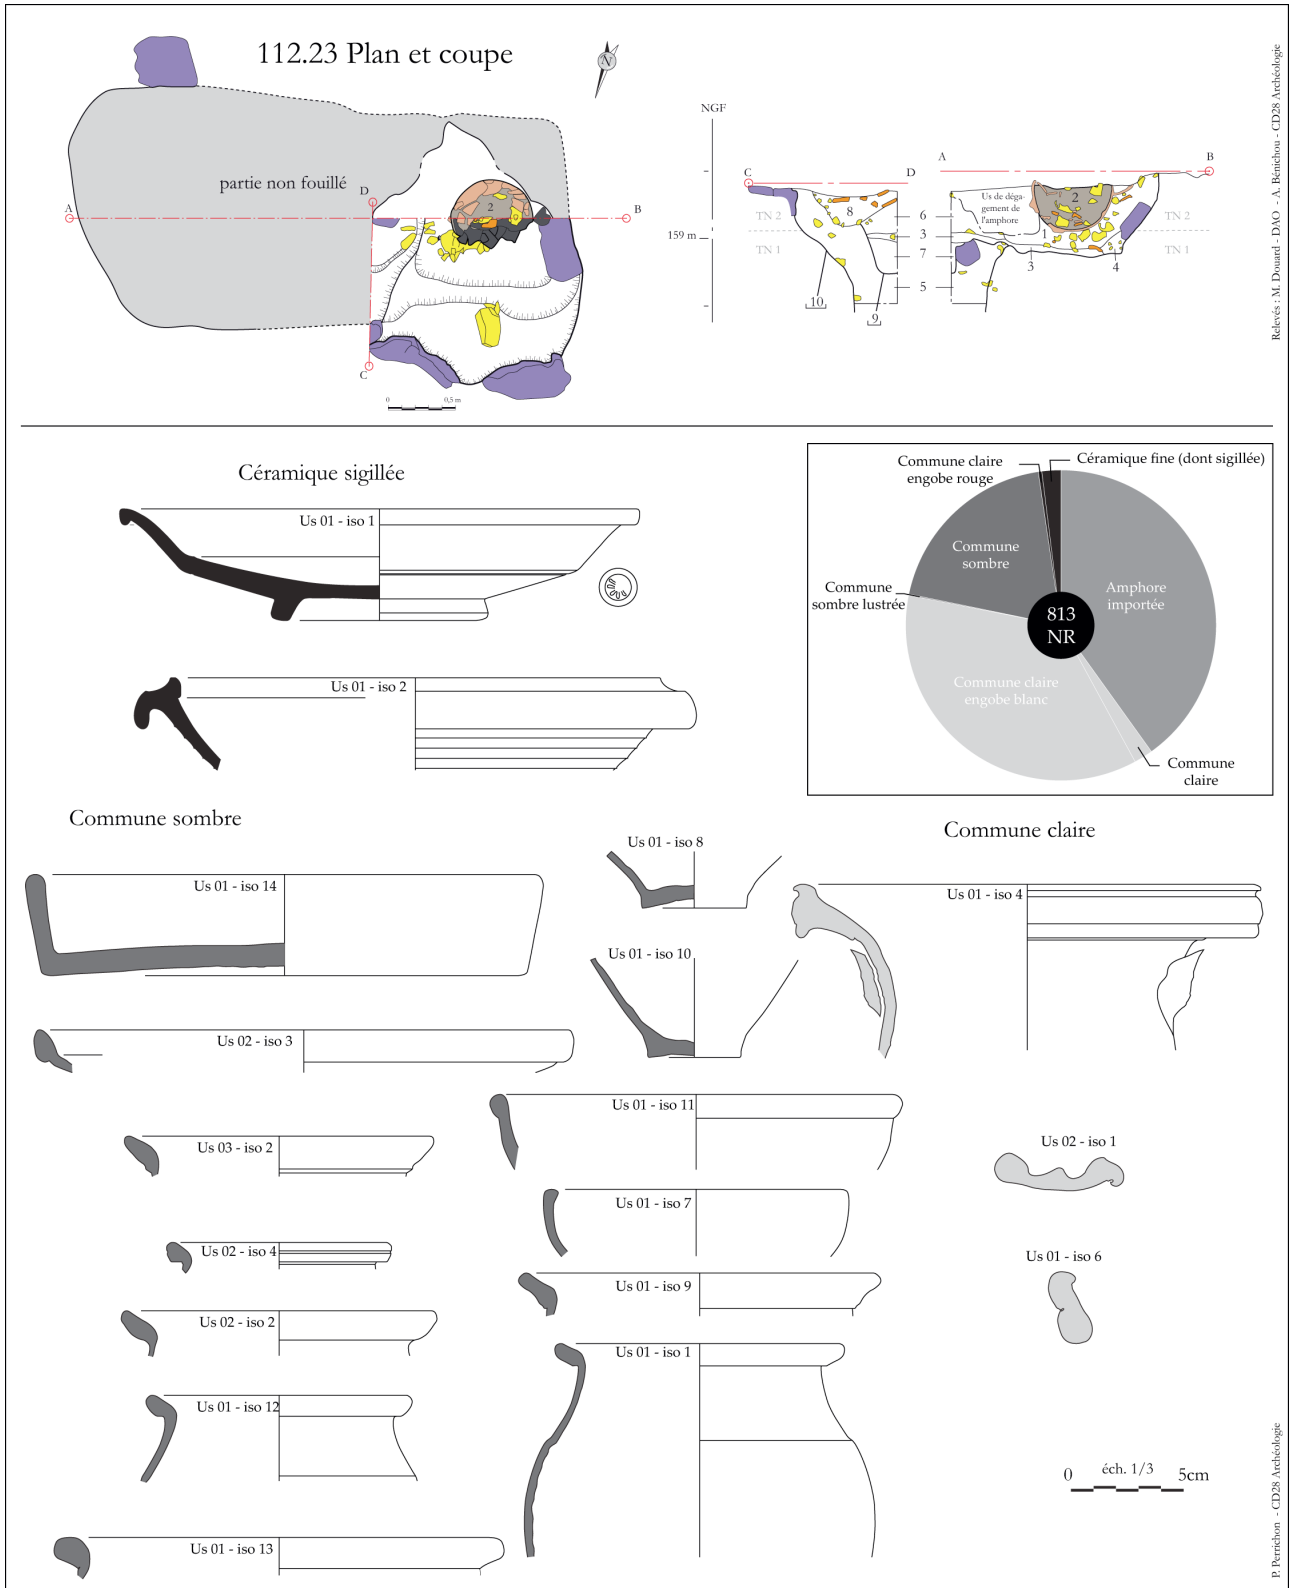 112.23 Plan et coupe
N
partie non fouillé
D
A
B
2
C
0
0,5 m
NGF
159 m
C
D
TN 2
TN 1
8
6
3
7
5
10
9
A
B
Us de déga-
gement de
l'amphore
2
1
3
4
TN 2
TN 1
Relevés : M. Douard - DAO - A. Bénichou - CD28 Archéologie
Céramique sigillée
Us 01 - iso 1
Us 01 - iso 2
Commune claire
engobe rouge
Céramique fine (dont sigillée)
Commune
sombre
Commune
sombre lustrée
Amphore
importée
813
NR
Commune claire
engobe blanc
Commune
claire
Commune sombre
Us 01 - iso 14
Us 02 - iso 3
Us 03 - iso 2
Us 02 - iso 4
Us 02 - iso 2
Us 01 - iso 12
Us 01 - iso 13
Us 01 - iso 8
Us 01 - iso 10
Us 01 - iso 11
Us 01 - iso 7
Us 01 - iso 9
Us 01 - iso 1
Commune claire
Us 01 - iso 4
Us 02 - iso 1
Us 01 - iso 6
0
éch. 1/3
5cm
P. Perrichon - CD28 Archéologie